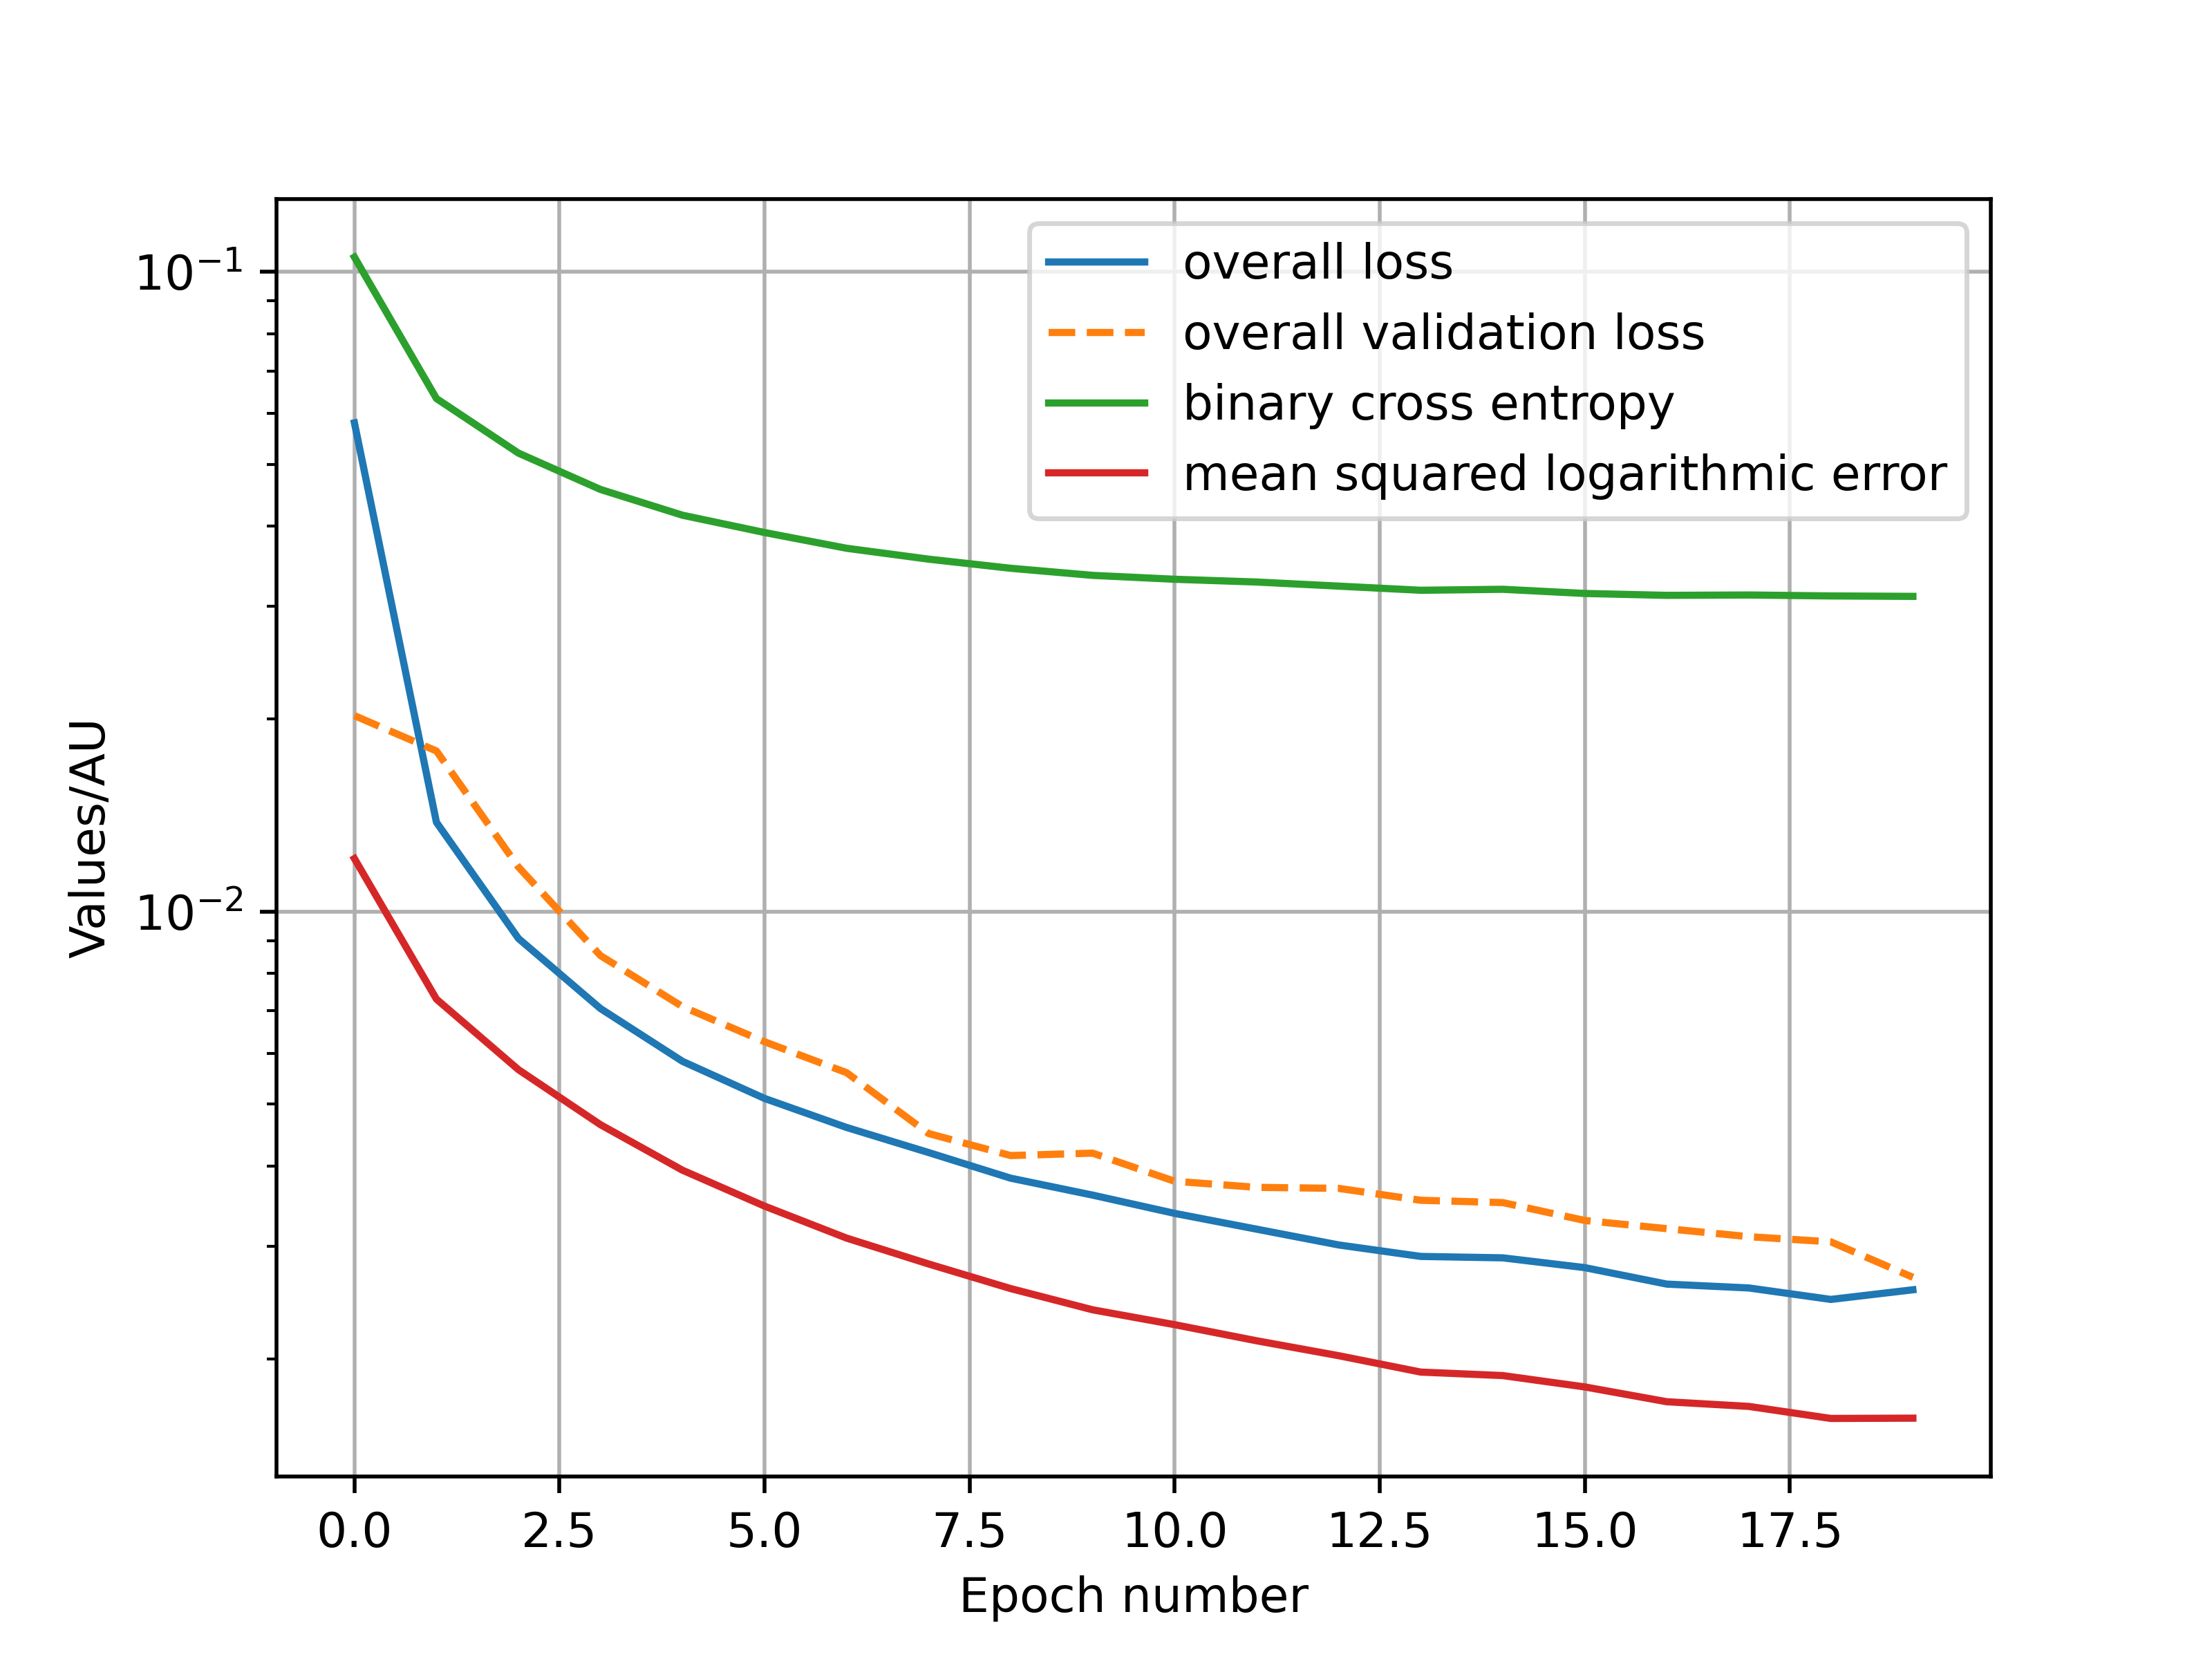 10⁻¹
10⁻²
Values/AU
overall loss
overall validation loss
binary cross entropy
mean squared logarithmic error
0.0 2.5 5.0 7.5 10.0 12.5 15.0 17.5
Epoch number